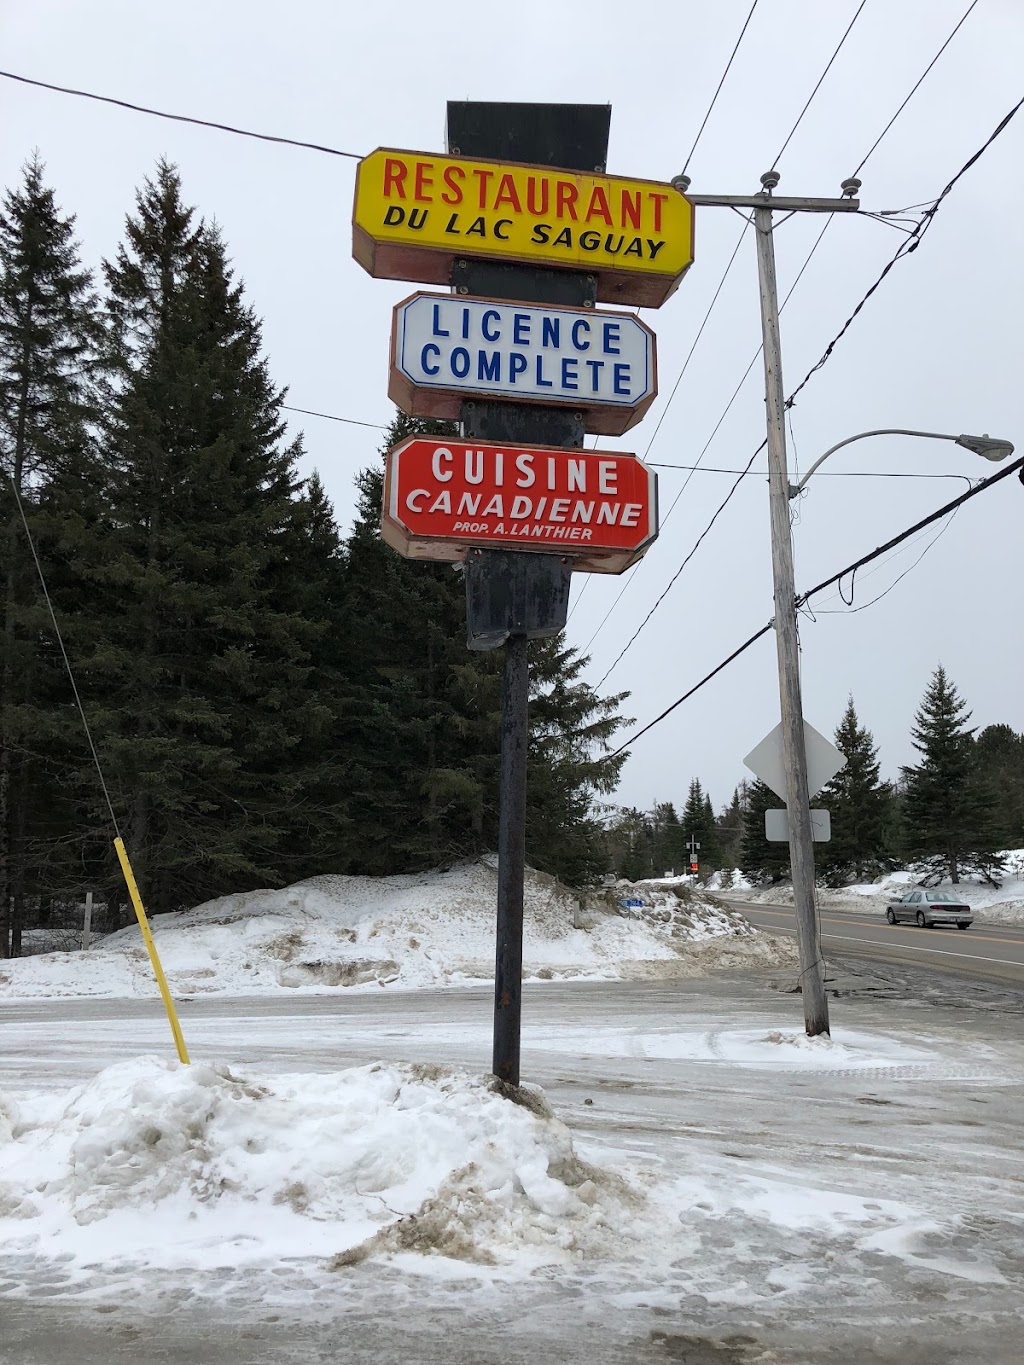 RESTAURANT
DU LAC SAGUAY
LICENCE
COMPLETE
CUISINE
CANADIENNE
PROP. A. LANTHIER